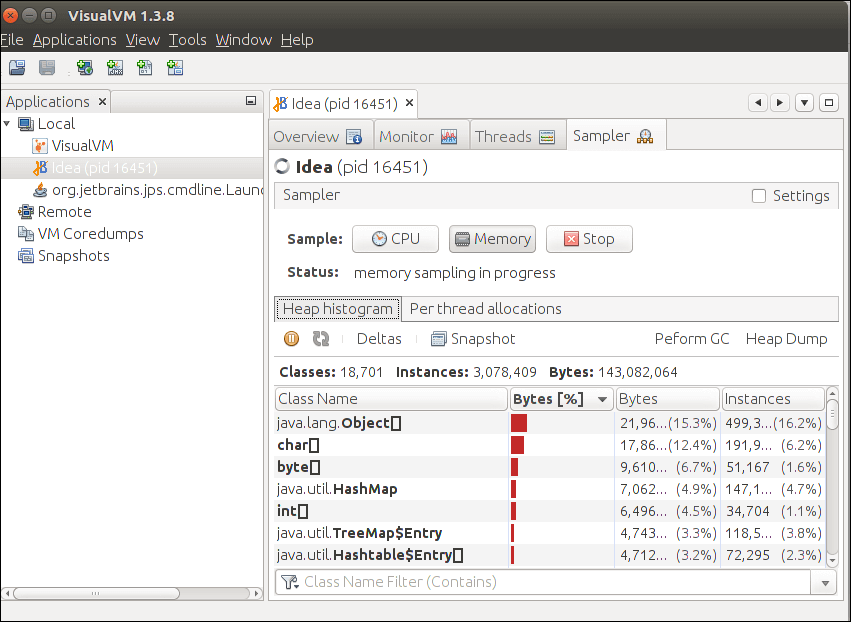 VisualVM 1.3.8
File Applications View Tools Window Help
Applications
Local
VisualVM
Idea (pid 16451)
org.jetbrains.jps.cmdline.Laun
Remote
VM Coredumps
Snapshots
Idea (pid 16451)
Overview Monitor Threads Sampler
Idea (pid 16451)
Sampler Settings
Sample: CPU Memory Stop
Status: memory sampling in progress
Heap histogram Per thread allocations
Deltas Snapshot Peform GC Heap Dump
Classes: 18,701 Instances: 3,078,409 Bytes: 143,082,064
Class Name Bytes [%] Bytes Instances
java.lang.Object[] 21,96... (15.3%) 499,3... (16.2%)
char[] 17,86... (12.4%) 191,9... (6.2%)
byte[] 9,610... (6.7%) 51,167 (1.6%)
java.util.HashMap 7,062... (4.9%) 147,1... (4.7%)
int[] 6,496... (4.5%) 34,704 (1.1%)
java.util.TreeMap$Entry 4,743... (3.3%) 118,5... (3.8%)
java.util.Hashtable$Entry[] 4,712... (3.2%) 72,295 (2.3%)
Class Name Filter (Contains)